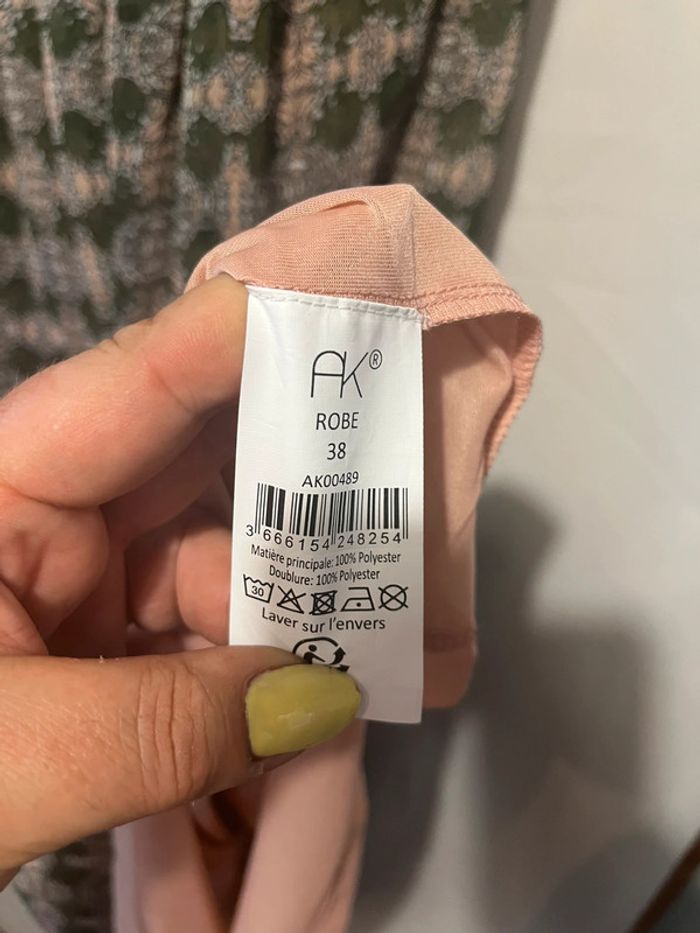 AK®
ROBE
38
AK00489
3 666154 248254
Matière principale: 100% Polyester
Doublure: 100% Polyester
30
Laver sur l'envers